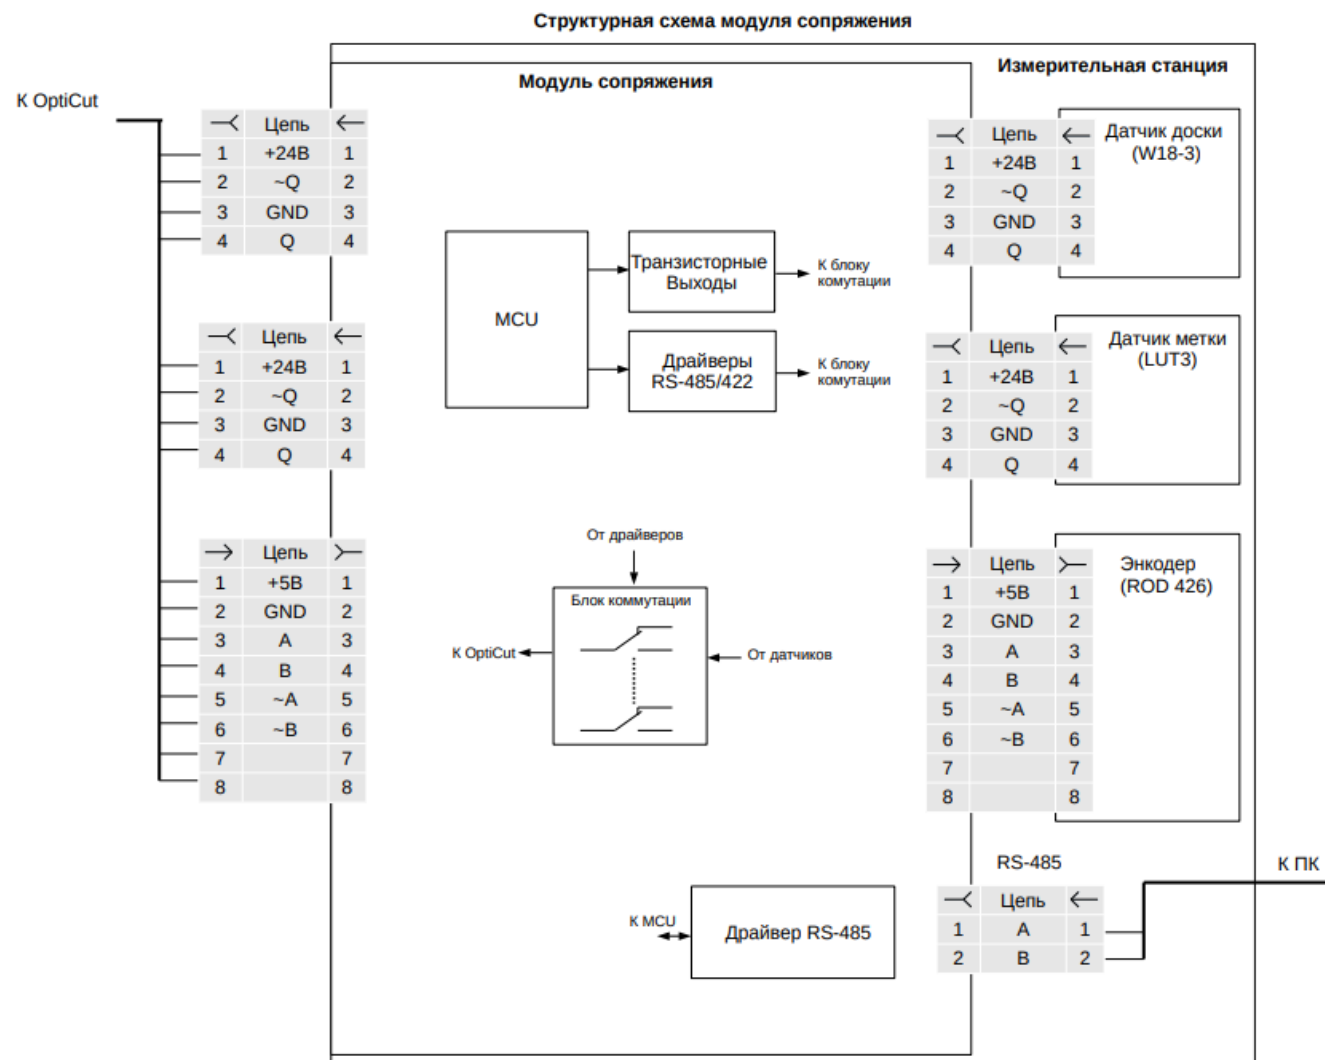 Структурная схема модуля сопряжения
Модуль сопряжения
Измерительная станция
К OptiCut
Цепь
1 +24В 1
2 ~Q 2
3 GND 3
4 Q 4
Цепь
1 +24В 1
2 ~Q 2
3 GND 3
4 Q 4
Цепь
1 +5В 1
2 GND 2
3 A 3
4 B 4
5 ~A 5
6 ~B 6
7 7
8 8
MCU
Транзисторные
Выходы
К блоку
комутации
Драйверы
RS-485/422
К блоку
комутации
От драйверов
Блок коммутации
К OptiCut
От датчиков
К MCU
Драйвер RS-485
Цепь
1 +24В 1
2 ~Q 2
3 GND 3
4 Q 4
Датчик доски
(W18-3)
Цепь
1 +24В 1
2 ~Q 2
3 GND 3
4 Q 4
Датчик метки
(LUT3)
Цепь
1 +5В 1
2 GND 2
3 A 3
4 B 4
5 ~A 5
6 ~B 6
7 7
8 8
Энкодер
(ROD 426)
RS-485
Цепь
1 A 1
2 B 2
К ПК